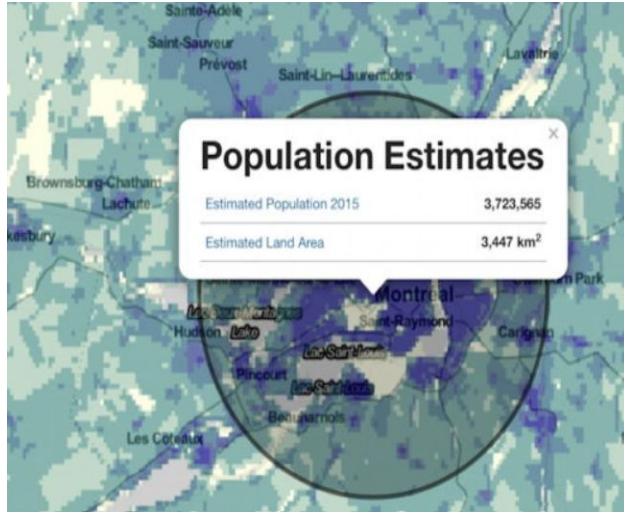 Sainte-Adèle
Saint-Sauveur
Prévost
Lavaltrie
Saint-Lin--Laurentides
×
Population Estimates
Brownsburg-Chatham
Estimated Population 2015 3,723,565
Lachute
kesbury
Estimated Land Area 3,447 km²
m Park
Montréal
Lac
Saint-Raymond
Hudson Lake
Carignan
Lac Saint-Louis
Pincourt
Lac Saint-Louis
Beauharnois
Les Coteaux